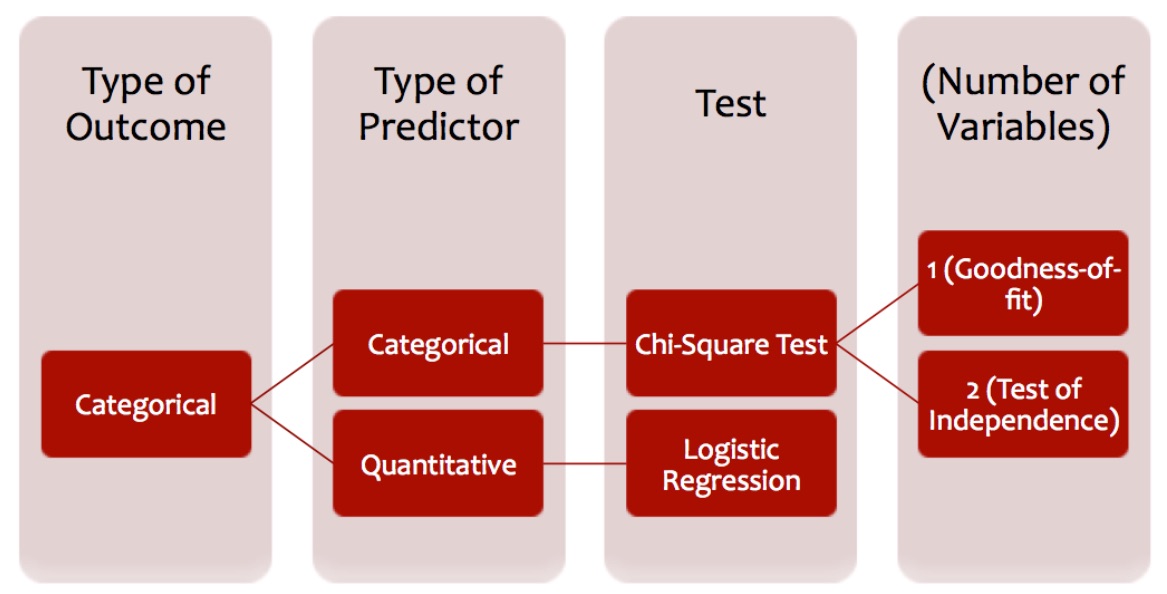 Type of
Outcome
Type of
Predictor
Test
(Number of
Variables)
Categorical
Categorical
Quantitative
Chi-Square Test
Logistic
Regression
1 (Goodness-of-
fit)
2 (Test of
Independence)